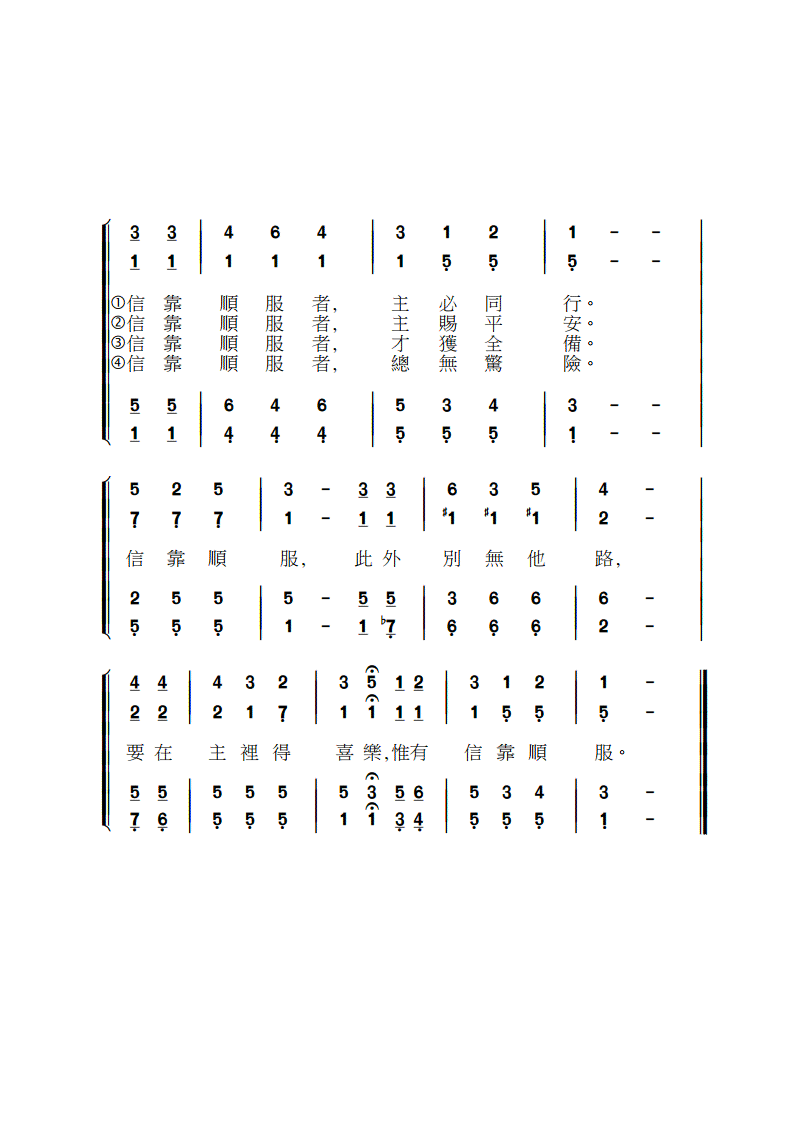 3 3 | 4 6 4 | 3 1 2 | 1 - -
1 1 | 1 1 1 | 1 5 5 | 5 - -
①信靠順服者,主必同行。
②信靠順服者,主賜平安。
③信靠順服者,才獲全備。
④信靠順服者,總無驚險。
5 5 | 6 4 6 | 5 3 4 | 3 - -
1 1 | 4 4 4 | 5 5 5 | 1 - -
5 2 5 | 3 - 3 3 | 6 3 5 | 4 -
7 7 7 | 1 - 1 1 | ♯1 ♯1 ♯1 | 2 -
信靠順服,此外別無他路,
2 5 5 | 5 - 5 5 | 3 6 6 | 6 -
5 5 5 | 1 - 1 ♭7 | 6 6 6 | 2 -
4 4 | 4 3 2 | 3 5 1 2 | 3 1 2 | 1 -
2 2 | 2 1 7 | 1 1 1 1 | 1 5 5 | 5 -
要在主裡得喜樂,惟有信靠順服。
5 5 | 5 5 5 | 5 3 5 6 | 5 3 4 | 3 -
7 6 | 5 5 5 | 1 1 3 4 | 5 5 5 | 1 -